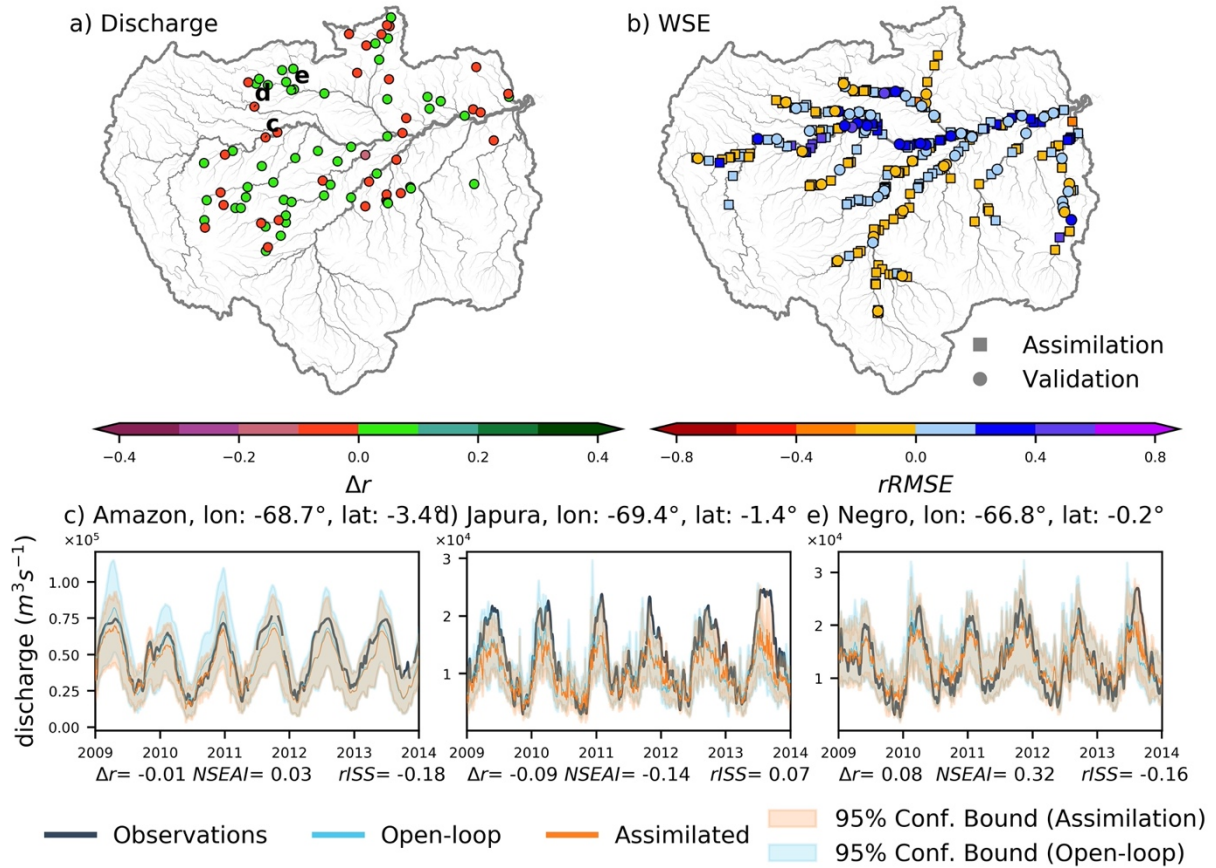 a) Discharge
b) WSE
e
d
c
Assimilation
Validation
−0.4 −0.2 0.0 0.2 0.4
Δr
−0.8 −0.4 0.0 0.4 0.8
rRMSE
c) Amazon, lon: -68.7°, lat: -3.4°
d) Japura, lon: -69.4°, lat: -1.4°
e) Negro, lon: -66.8°, lat: -0.2°
×10⁵
×10⁴
×10⁴
discharge (m³s⁻¹)
1.00
0.75
0.50
0.25
0.00
3
2
1
3
2
1
2009 2010 2011 2012 2013 2014
2009 2010 2011 2012 2013 2014
2009 2010 2011 2012 2013 2014
Δr= -0.01 NSEAI= 0.03 rISS= -0.18
Δr= -0.09 NSEAI= -0.14 rISS= 0.07
Δr= 0.08 NSEAI= 0.32 rISS= -0.16
Observations
Open-loop
Assimilated
95% Conf. Bound (Assimilation)
95% Conf. Bound (Open-loop)